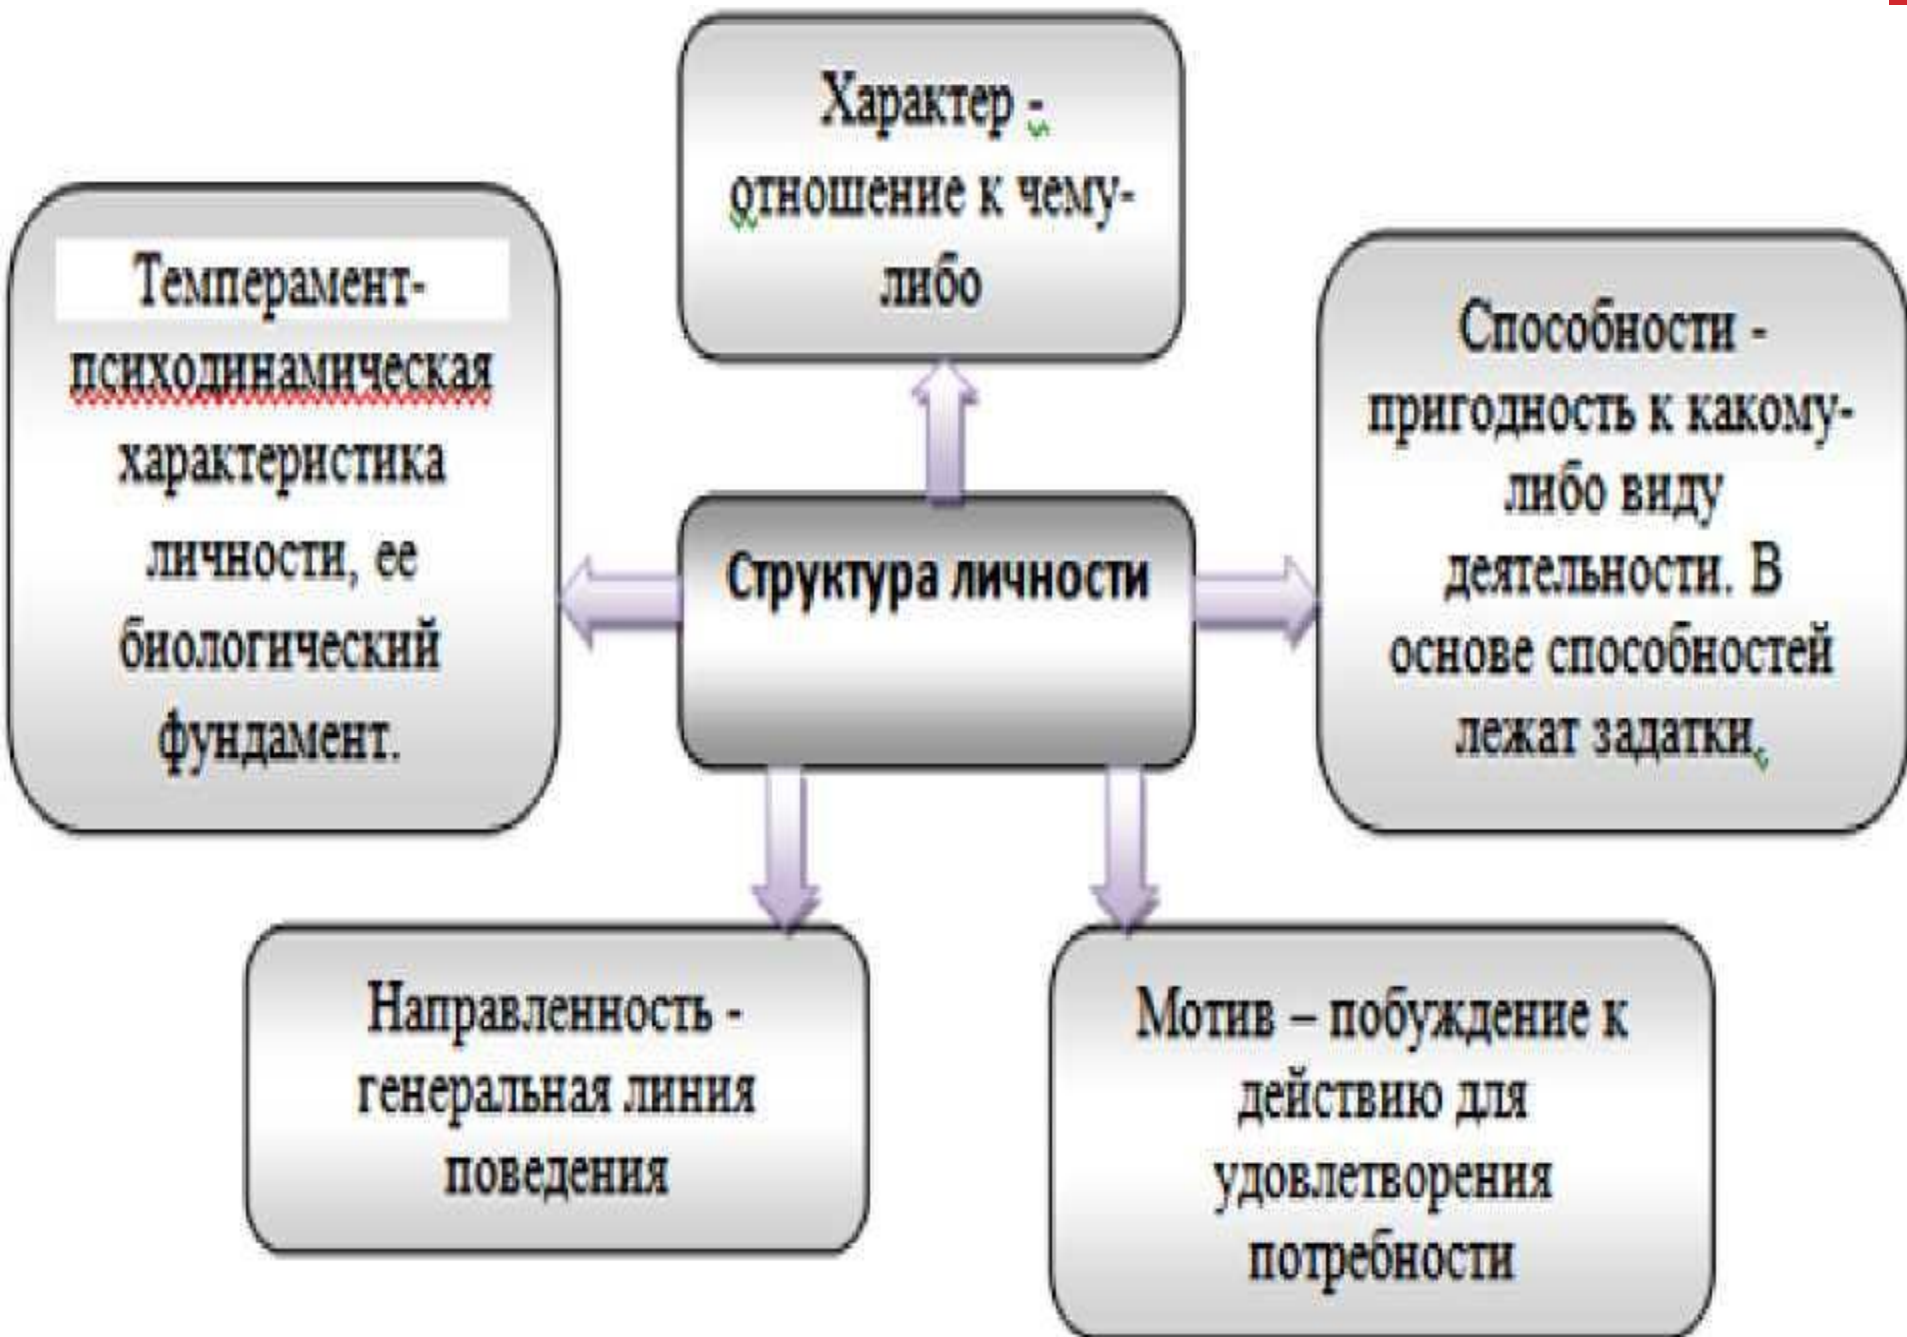 Характер -
отношение к чему-
либо
Темперамент-
психодинамическая
характеристика
личности, ее
биологический
фундамент.
Структура личности
Способности -
пригодность к какому-
либо виду
деятельности. В
основе способностей
лежат задатки.
Направленность -
генеральная линия
поведения
Мотив – побуждение к
действию для
удовлетворения
потребности